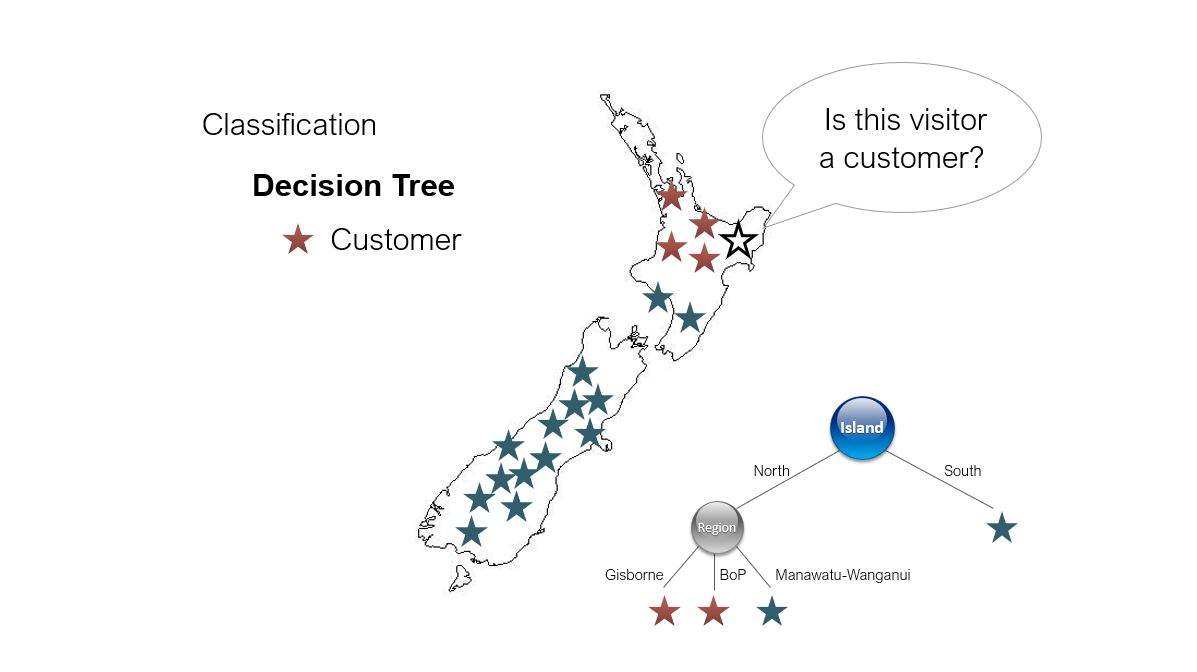 Classification
Decision Tree
Customer
Is this visitor
a customer?
Island
North
South
Region
Gisborne
BoP
Manawatu-Wanganui